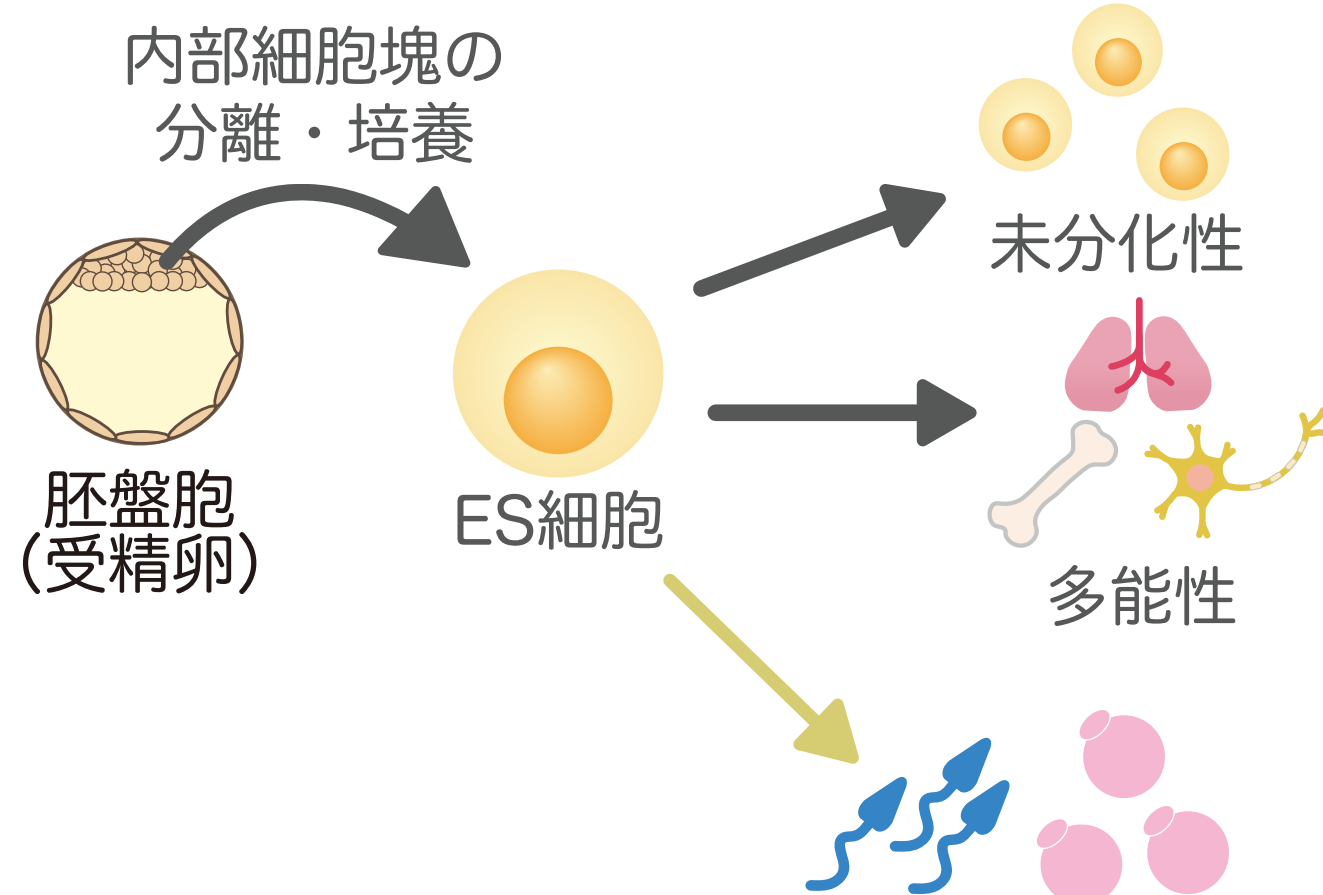 内部細胞塊の
分離・培養
胚盤胞
(受精卵)
ES細胞
未分化性
多能性